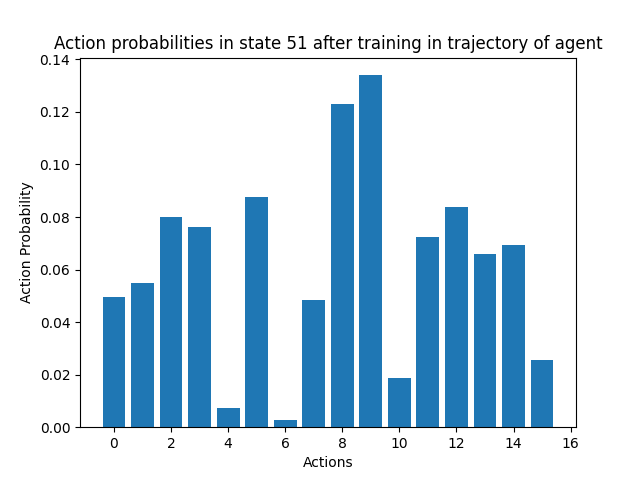 Action probabilities in state 51 after training in trajectory of agent
0.14
0.12
0.10
0.08
0.06
0.04
0.02
0.00
Action Probability
0 2 4 6 8 10 12 14 16
Actions